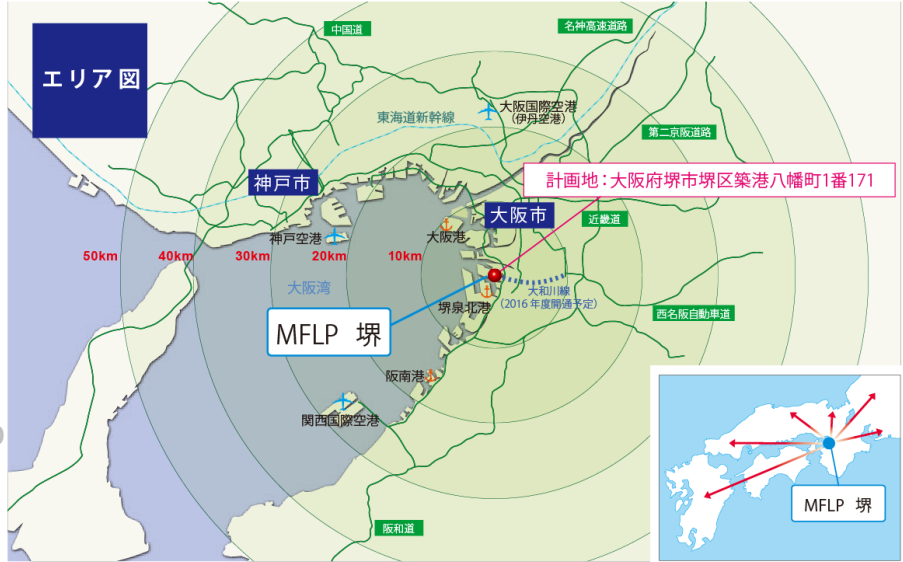 エリア図
中国道
名神高速道路
大阪国際空港
（伊丹空港）
東海道新幹線
第二京阪道路
神戸市
計画地：大阪府堺市堺区築港八幡町1番171
大阪市
近畿道
神戸空港
大阪港
50km
40km
30km
20km
10km
大阪湾
大和川線
（2016年度開通予定）
堺泉北港
西名阪自動車道
MFLP 堺
阪南港
関西国際空港
阪和道
MFLP 堺